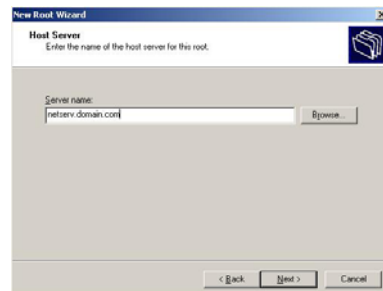 New Root Wizard
Host Server
Enter the name of the host server for this root.
Server name:
netserv.domain.com
Browse...
< Back
Next >
Cancel